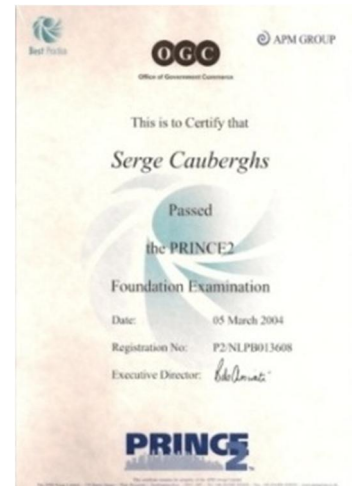 Best Practice
OGC
Office of Government Commerce
APM GROUP
This is to Certify that
Serge Cauberghs
Passed
the PRINCE2
Foundation Examination
Date: 05 March 2004
Registration No: P2/NLPB013608
Executive Director:
PRINCE2